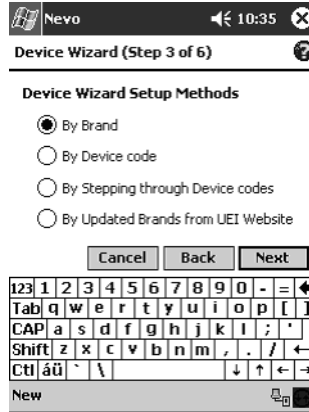 Nevo 10:35
Device Wizard (Step 3 of 6)
Device Wizard Setup Methods
By Brand
By Device code
By Stepping through Device codes
By Updated Brands from UEI Website
Cancel Back Next
123 1 2 3 4 5 6 7 8 9 0 - =
Tab q w e r t y u i o p [ ]
CAP a s d f g h j k l ; '
Shift z x c v b n m , . /
Ctl áü ` \
New